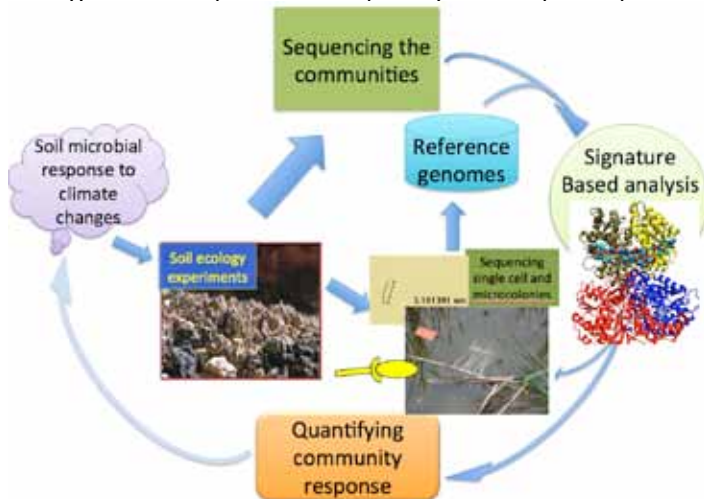 Sequencing the
communities
Soil microbial
response to
climate
changes
Reference
genomes
Signature
Based analysis
Soil ecology
experiments
Sequencing
single cell and
microcolonies
Quantifying
community
response